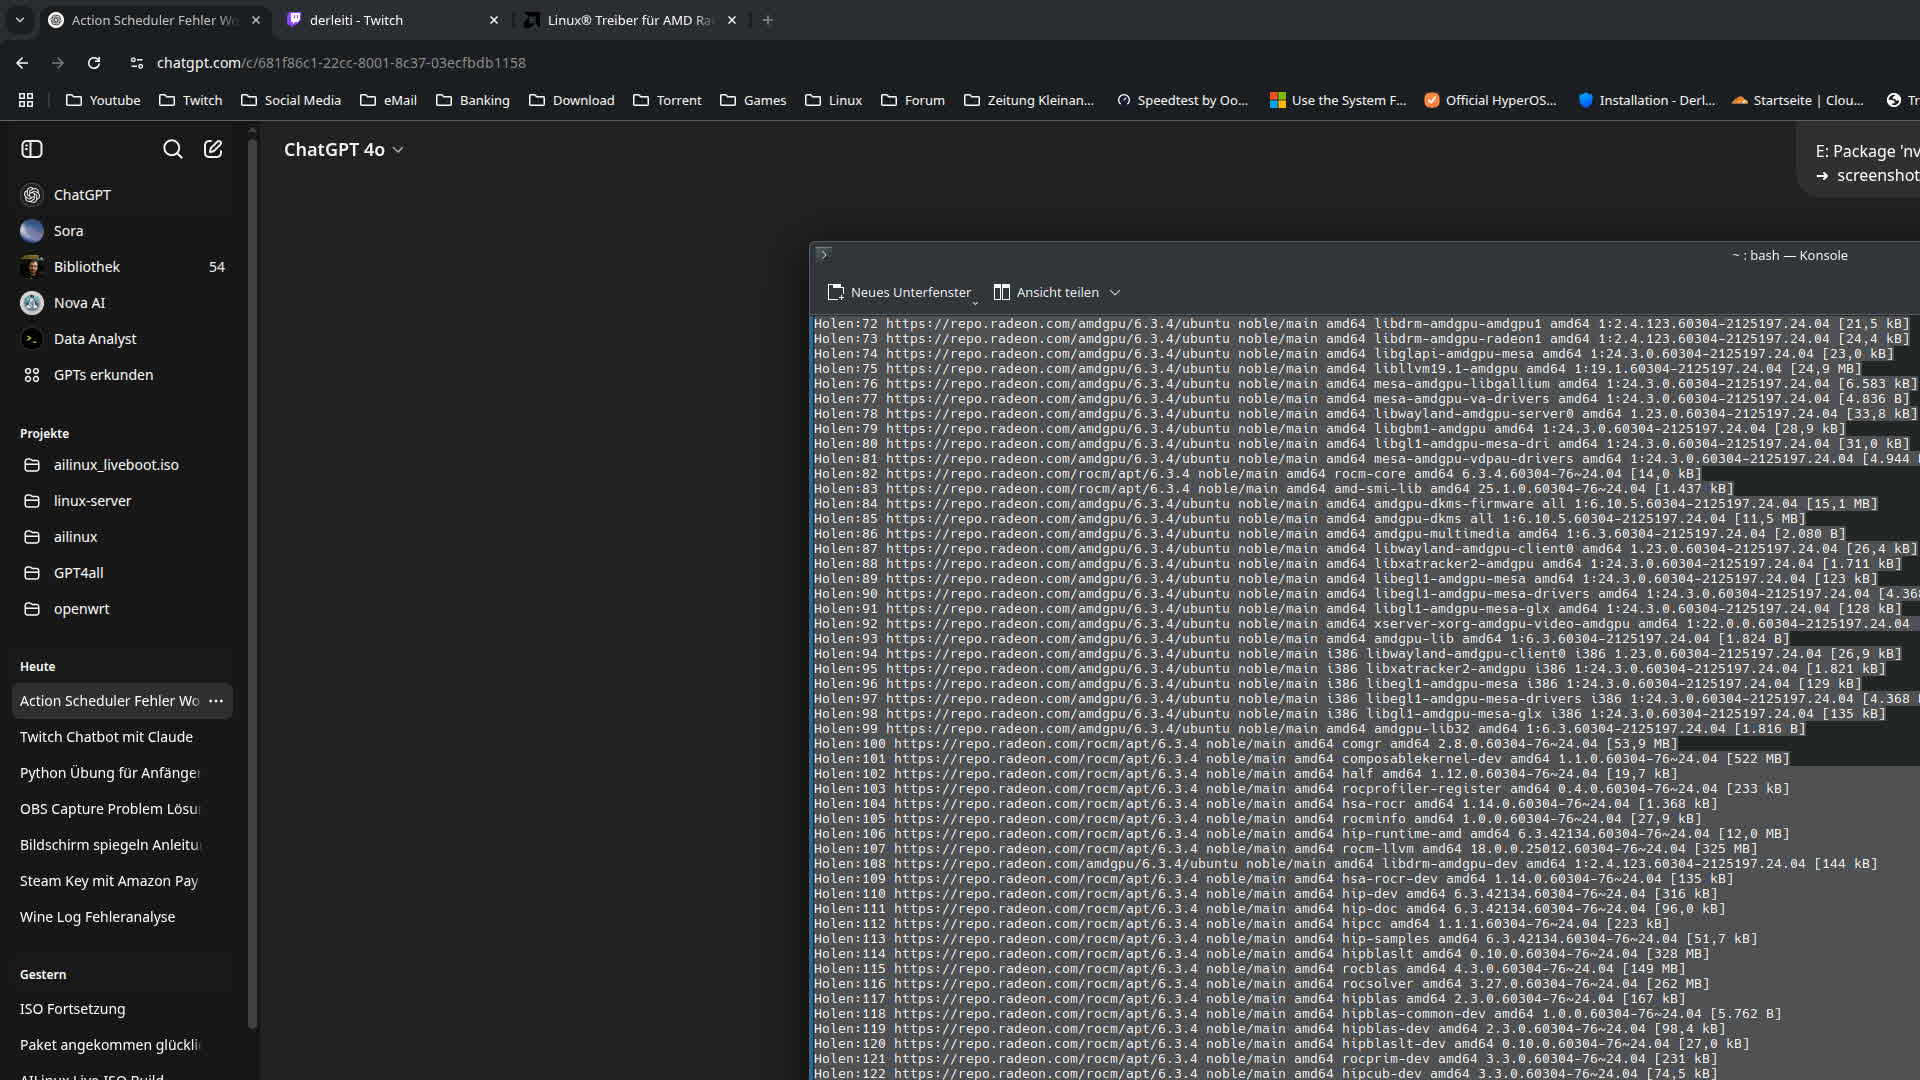 Action Scheduler Fehler Wo
derleiti - Twitch
Linux® Treiber für AMD Ra
chatgpt.com/c/681f86c1-22cc-8001-8c37-03ecfbdb1158
Youtube
Twitch
Social Media
eMail
Banking
Download
Torrent
Games
Linux
Forum
Zeitung Kleinan...
Speedtest by Oo...
Use the System F...
Official HyperOS...
Installation - Derl...
Startseite | Clou...
Tr
ChatGPT
Sora
Bibliothek 54
Nova AI
Data Analyst
GPTs erkunden
Projekte
ailinux_liveboot.iso
linux-server
ailinux
GPT4all
openwrt
Heute
Action Scheduler Fehler Wo
Twitch Chatbot mit Claude
Python Übung für Anfänger
OBS Capture Problem Lösu
Bildschirm spiegeln Anleitu
Steam Key mit Amazon Pay
Wine Log Fehleranalyse
Gestern
ISO Fortsetzung
Paket angekommen glückli
AILinux Live ISO Build
ChatGPT 4o
E: Package 'nv
➜ screenshot
~ : bash — Konsole
Neues Unterfenster
Ansicht teilen
Holen:72 https://repo.radeon.com/amdgpu/6.3.4/ubuntu noble/main amd64 libdrm-amdgpu-amdgpu1 amd64 1:2.4.123.60304-2125197.24.04 [21,5 kB]
Holen:73 https://repo.radeon.com/amdgpu/6.3.4/ubuntu noble/main amd64 libdrm-amdgpu-radeon1 amd64 1:2.4.123.60304-2125197.24.04 [24,4 kB]
Holen:74 https://repo.radeon.com/amdgpu/6.3.4/ubuntu noble/main amd64 libglapi-amdgpu-mesa amd64 1:24.3.0.60304-2125197.24.04 [23,0 kB]
Holen:75 https://repo.radeon.com/amdgpu/6.3.4/ubuntu noble/main amd64 libllvm19.1-amdgpu amd64 1:19.1.60304-2125197.24.04 [24,9 MB]
Holen:76 https://repo.radeon.com/amdgpu/6.3.4/ubuntu noble/main amd64 mesa-amdgpu-libgallium amd64 1:24.3.0.60304-2125197.24.04 [6.583 kB]
Holen:77 https://repo.radeon.com/amdgpu/6.3.4/ubuntu noble/main amd64 mesa-amdgpu-va-drivers amd64 1:24.3.0.60304-2125197.24.04 [4.836 B]
Holen:78 https://repo.radeon.com/amdgpu/6.3.4/ubuntu noble/main amd64 libwayland-amdgpu-server0 amd64 1.23.0.60304-2125197.24.04 [33,8 kB]
Holen:79 https://repo.radeon.com/amdgpu/6.3.4/ubuntu noble/main amd64 libgbm1-amdgpu amd64 1:24.3.0.60304-2125197.24.04 [28,9 kB]
Holen:80 https://repo.radeon.com/amdgpu/6.3.4/ubuntu noble/main amd64 libgl1-amdgpu-mesa-dri amd64 1:24.3.0.60304-2125197.24.04 [31,0 kB]
Holen:81 https://repo.radeon.com/amdgpu/6.3.4/ubuntu noble/main amd64 mesa-amdgpu-vdpau-drivers amd64 1:24.3.0.60304-2125197.24.04 [4.944
Holen:82 https://repo.radeon.com/rocm/apt/6.3.4 noble/main amd64 rocm-core amd64 6.3.4.60304-76~24.04 [14,0 kB]
Holen:83 https://repo.radeon.com/rocm/apt/6.3.4 noble/main amd64 amd-smi-lib amd64 25.1.0.60304-76~24.04 [1.437 kB]
Holen:84 https://repo.radeon.com/amdgpu/6.3.4/ubuntu noble/main amd64 amdgpu-dkms-firmware all 1:6.10.5.60304-2125197.24.04 [15,1 MB]
Holen:85 https://repo.radeon.com/amdgpu/6.3.4/ubuntu noble/main amd64 amdgpu-dkms all 1:6.10.5.60304-2125197.24.04 [11,5 MB]
Holen:86 https://repo.radeon.com/amdgpu/6.3.4/ubuntu noble/main amd64 amdgpu-multimedia amd64 1:6.3.60304-2125197.24.04 [2.080 B]
Holen:87 https://repo.radeon.com/amdgpu/6.3.4/ubuntu noble/main amd64 libwayland-amdgpu-client0 amd64 1.23.0.60304-2125197.24.04 [26,4 kB]
Holen:88 https://repo.radeon.com/amdgpu/6.3.4/ubuntu noble/main amd64 libxatracker2-amdgpu amd64 1:24.3.0.60304-2125197.24.04 [1.711 kB]
Holen:89 https://repo.radeon.com/amdgpu/6.3.4/ubuntu noble/main amd64 libegl1-amdgpu-mesa amd64 1:24.3.0.60304-2125197.24.04 [123 kB]
Holen:90 https://repo.radeon.com/amdgpu/6.3.4/ubuntu noble/main amd64 libegl1-amdgpu-mesa-drivers amd64 1:24.3.0.60304-2125197.24.04 [4.368
Holen:91 https://repo.radeon.com/amdgpu/6.3.4/ubuntu noble/main amd64 libgl1-amdgpu-mesa-glx amd64 1:24.3.0.60304-2125197.24.04 [128 kB]
Holen:92 https://repo.radeon.com/amdgpu/6.3.4/ubuntu noble/main amd64 xserver-xorg-amdgpu-video-amdgpu amd64 1:22.0.0.60304-2125197.24.04
Holen:93 https://repo.radeon.com/amdgpu/6.3.4/ubuntu noble/main amd64 amdgpu-lib amd64 1:6.3.60304-2125197.24.04 [1.824 B]
Holen:94 https://repo.radeon.com/amdgpu/6.3.4/ubuntu noble/main i386 libwayland-amdgpu-client0 i386 1.23.0.60304-2125197.24.04 [26,9 kB]
Holen:95 https://repo.radeon.com/amdgpu/6.3.4/ubuntu noble/main i386 libxatracker2-amdgpu i386 1:24.3.0.60304-2125197.24.04 [1.821 kB]
Holen:96 https://repo.radeon.com/amdgpu/6.3.4/ubuntu noble/main i386 libegl1-amdgpu-mesa i386 1:24.3.0.60304-2125197.24.04 [129 kB]
Holen:97 https://repo.radeon.com/amdgpu/6.3.4/ubuntu noble/main i386 libegl1-amdgpu-mesa-drivers i386 1:24.3.0.60304-2125197.24.04 [4.368
Holen:98 https://repo.radeon.com/amdgpu/6.3.4/ubuntu noble/main i386 libgl1-amdgpu-mesa-glx i386 1:24.3.0.60304-2125197.24.04 [135 kB]
Holen:99 https://repo.radeon.com/amdgpu/6.3.4/ubuntu noble/main amd64 amdgpu-lib32 amd64 1:6.3.60304-2125197.24.04 [1.816 B]
Holen:100 https://repo.radeon.com/rocm/apt/6.3.4 noble/main amd64 comgr amd64 2.8.0.60304-76~24.04 [53,9 MB]
Holen:101 https://repo.radeon.com/rocm/apt/6.3.4 noble/main amd64 composablekernel-dev amd64 1.1.0.60304-76~24.04 [522 MB]
Holen:102 https://repo.radeon.com/rocm/apt/6.3.4 noble/main amd64 half amd64 1.12.0.60304-76~24.04 [19,7 kB]
Holen:103 https://repo.radeon.com/rocm/apt/6.3.4 noble/main amd64 rocprofiler-register amd64 0.4.0.60304-76~24.04 [233 kB]
Holen:104 https://repo.radeon.com/rocm/apt/6.3.4 noble/main amd64 hsa-rocr amd64 1.14.0.60304-76~24.04 [1.368 kB]
Holen:105 https://repo.radeon.com/rocm/apt/6.3.4 noble/main amd64 rocminfo amd64 1.0.0.60304-76~24.04 [27,9 kB]
Holen:106 https://repo.radeon.com/rocm/apt/6.3.4 noble/main amd64 hip-runtime-amd amd64 6.3.42134.60304-76~24.04 [12,0 MB]
Holen:107 https://repo.radeon.com/rocm/apt/6.3.4 noble/main amd64 rocm-llvm amd64 18.0.0.25012.60304-76~24.04 [325 MB]
Holen:108 https://repo.radeon.com/amdgpu/6.3.4/ubuntu noble/main amd64 libdrm-amdgpu-dev amd64 1:2.4.123.60304-2125197.24.04 [144 kB]
Holen:109 https://repo.radeon.com/rocm/apt/6.3.4 noble/main amd64 hsa-rocr-dev amd64 1.14.0.60304-76~24.04 [135 kB]
Holen:110 https://repo.radeon.com/rocm/apt/6.3.4 noble/main amd64 hip-dev amd64 6.3.42134.60304-76~24.04 [316 kB]
Holen:111 https://repo.radeon.com/rocm/apt/6.3.4 noble/main amd64 hip-doc amd64 6.3.42134.60304-76~24.04 [96,0 kB]
Holen:112 https://repo.radeon.com/rocm/apt/6.3.4 noble/main amd64 hipcc amd64 1.1.1.60304-76~24.04 [223 kB]
Holen:113 https://repo.radeon.com/rocm/apt/6.3.4 noble/main amd64 hip-samples amd64 6.3.42134.60304-76~24.04 [51,7 kB]
Holen:114 https://repo.radeon.com/rocm/apt/6.3.4 noble/main amd64 hipblaslt amd64 0.10.0.60304-76~24.04 [328 MB]
Holen:115 https://repo.radeon.com/rocm/apt/6.3.4 noble/main amd64 rocblas amd64 4.3.0.60304-76~24.04 [149 MB]
Holen:116 https://repo.radeon.com/rocm/apt/6.3.4 noble/main amd64 rocsolver amd64 3.27.0.60304-76~24.04 [262 MB]
Holen:117 https://repo.radeon.com/rocm/apt/6.3.4 noble/main amd64 hipblas amd64 2.3.0.60304-76~24.04 [167 kB]
Holen:118 https://repo.radeon.com/rocm/apt/6.3.4 noble/main amd64 hipblas-common-dev amd64 1.0.0.60304-76~24.04 [5.762 B]
Holen:119 https://repo.radeon.com/rocm/apt/6.3.4 noble/main amd64 hipblas-dev amd64 2.3.0.60304-76~24.04 [98,4 kB]
Holen:120 https://repo.radeon.com/rocm/apt/6.3.4 noble/main amd64 hipblaslt-dev amd64 0.10.0.60304-76~24.04 [27,0 kB]
Holen:121 https://repo.radeon.com/rocm/apt/6.3.4 noble/main amd64 rocprim-dev amd64 3.3.0.60304-76~24.04 [231 kB]
Holen:122 https://repo.radeon.com/rocm/apt/6.3.4 noble/main amd64 hipcub-dev amd64 3.3.0.60304-76~24.04 [74,5 kB]